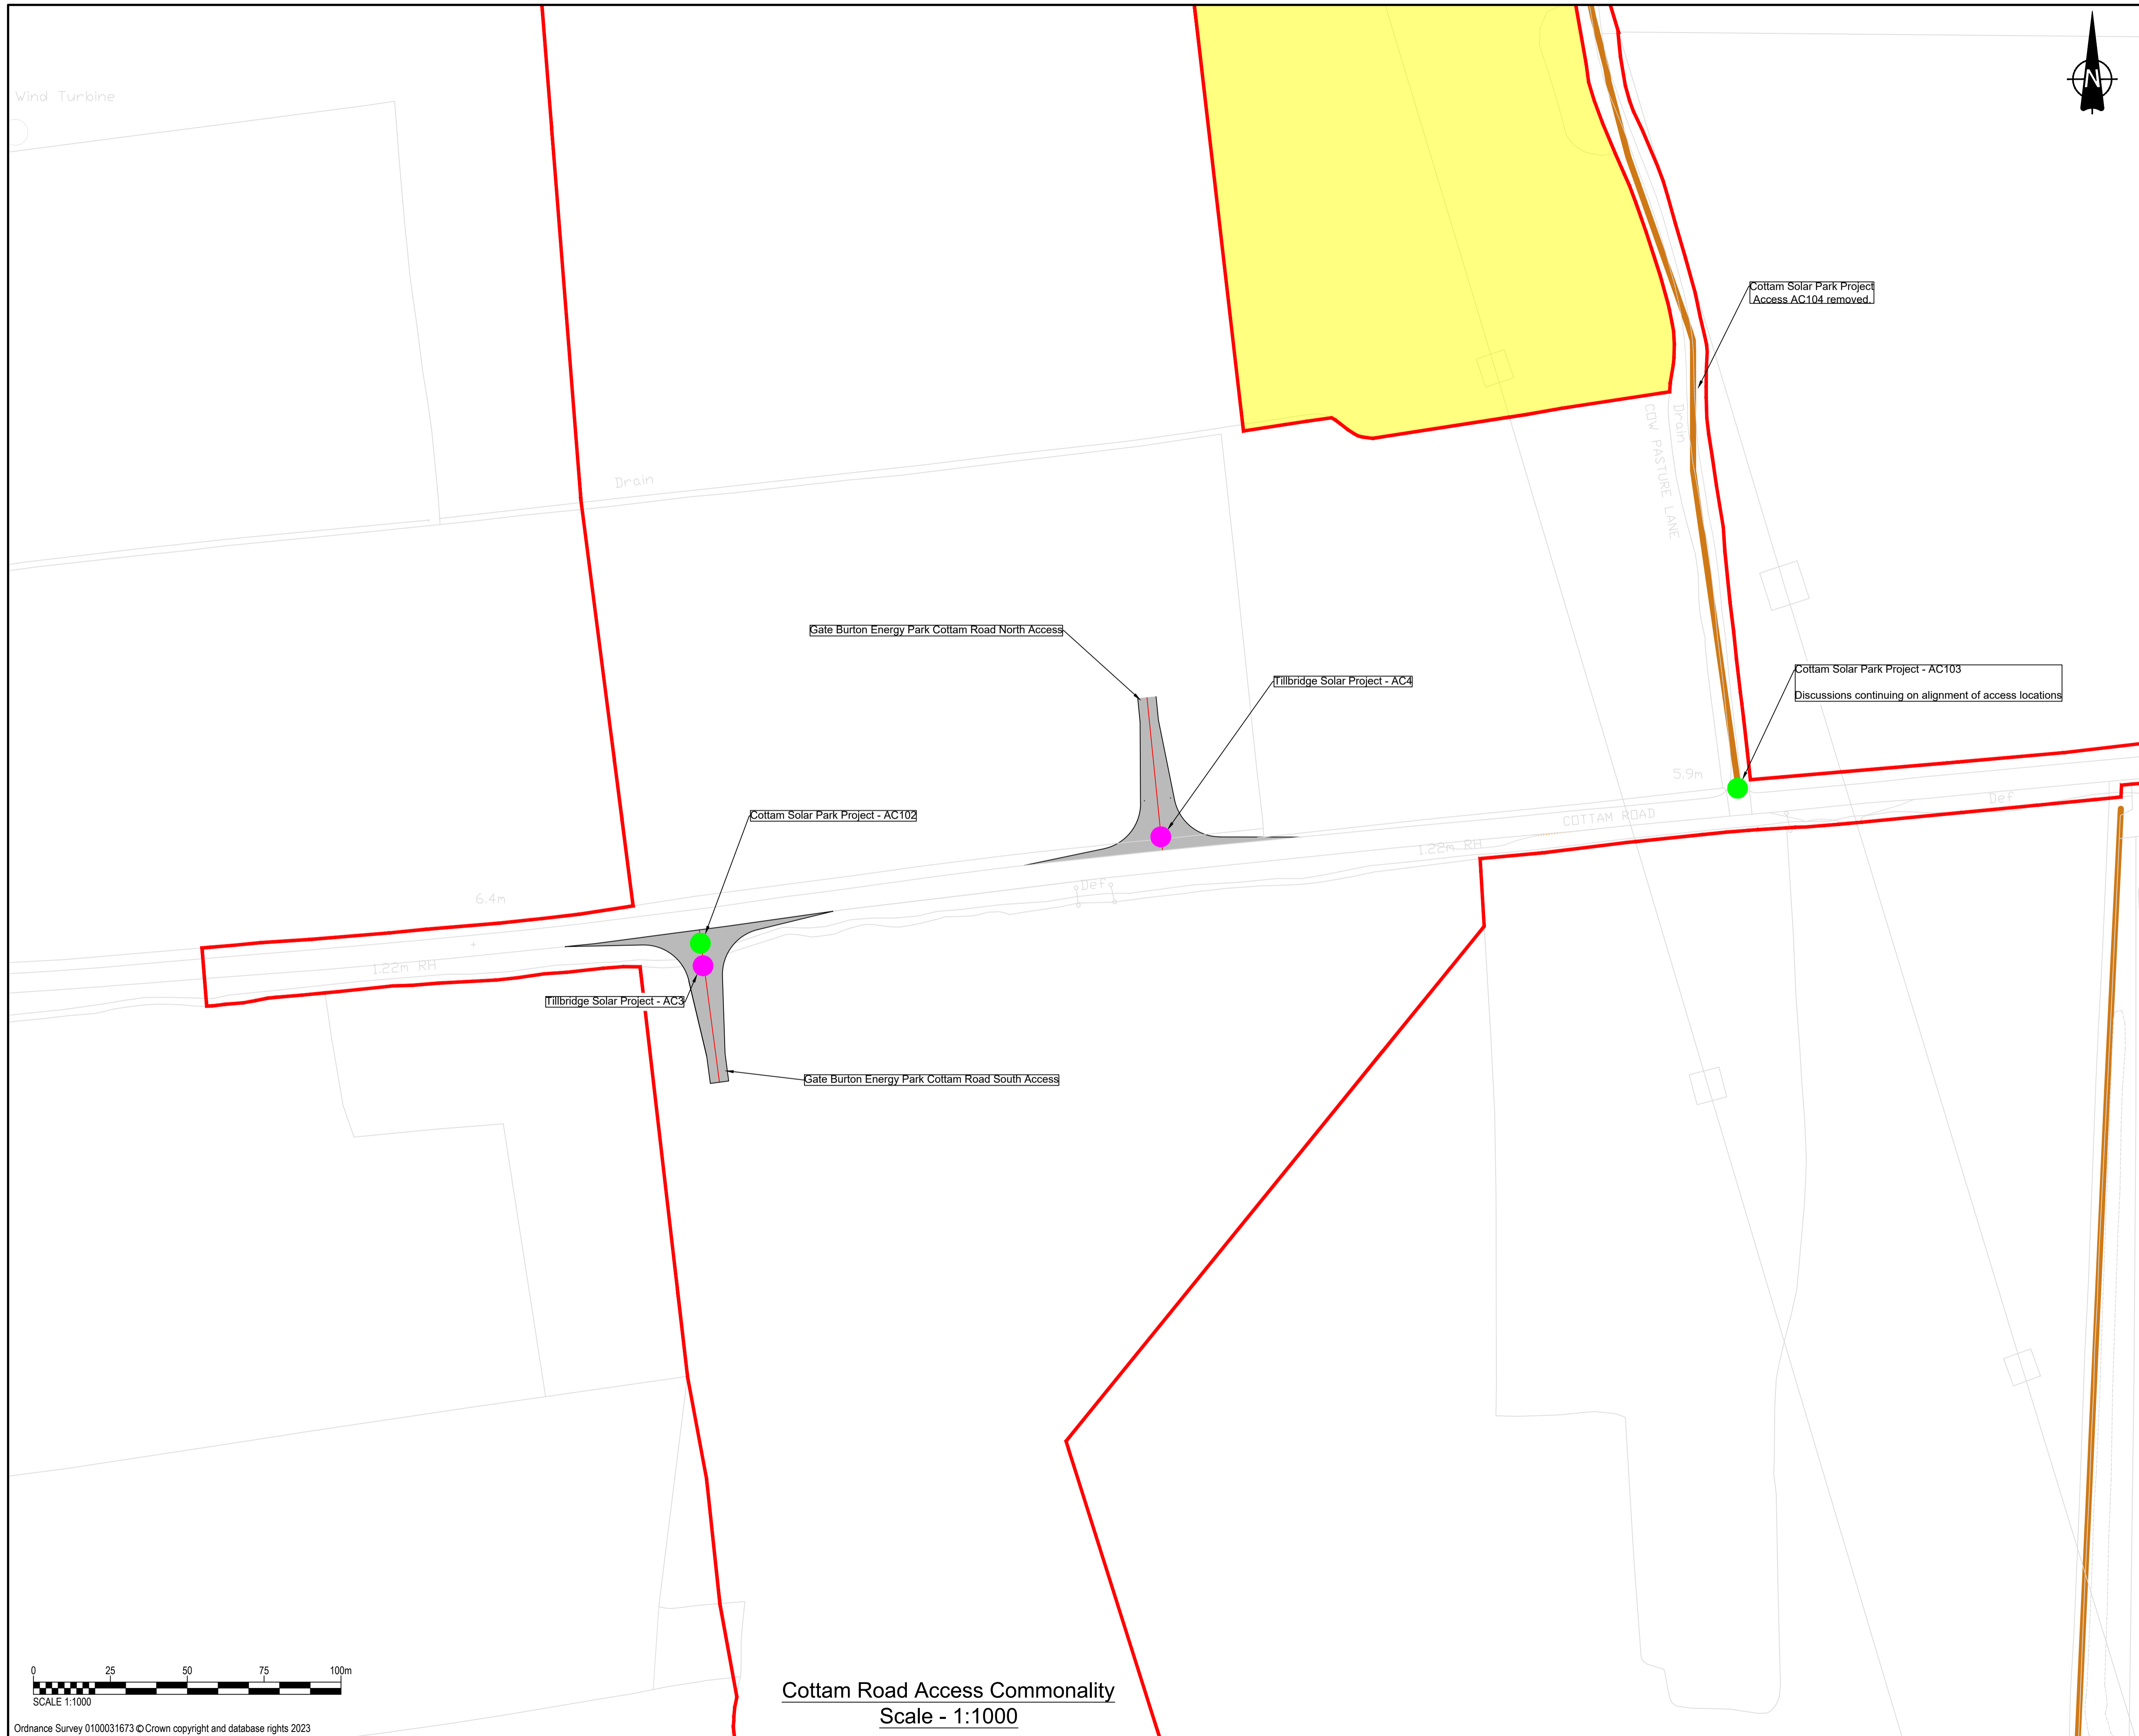 Wind Turbine
N
Cottam Solar Park Project
Access AC104 removed.
Drain
COW PASTURE LANE
Drain
Gate Burton Energy Park Cottam Road North Access
Tillbridge Solar Project - AC4
Cottam Solar Park Project - AC103
Discussions continuing on alignment of access locations
5.9m
Def
COTTAM ROAD
1.22m RH
Cottam Solar Park Project - AC102
Def
6.4m
1.22m RH
Tillbridge Solar Project - AC3
Gate Burton Energy Park Cottam Road South Access
0 25 50 75 100m
SCALE 1:1000
Cottam Road Access Commonality
Scale - 1:1000
Ordnance Survey 0100031673 © Crown copyright and database rights 2023